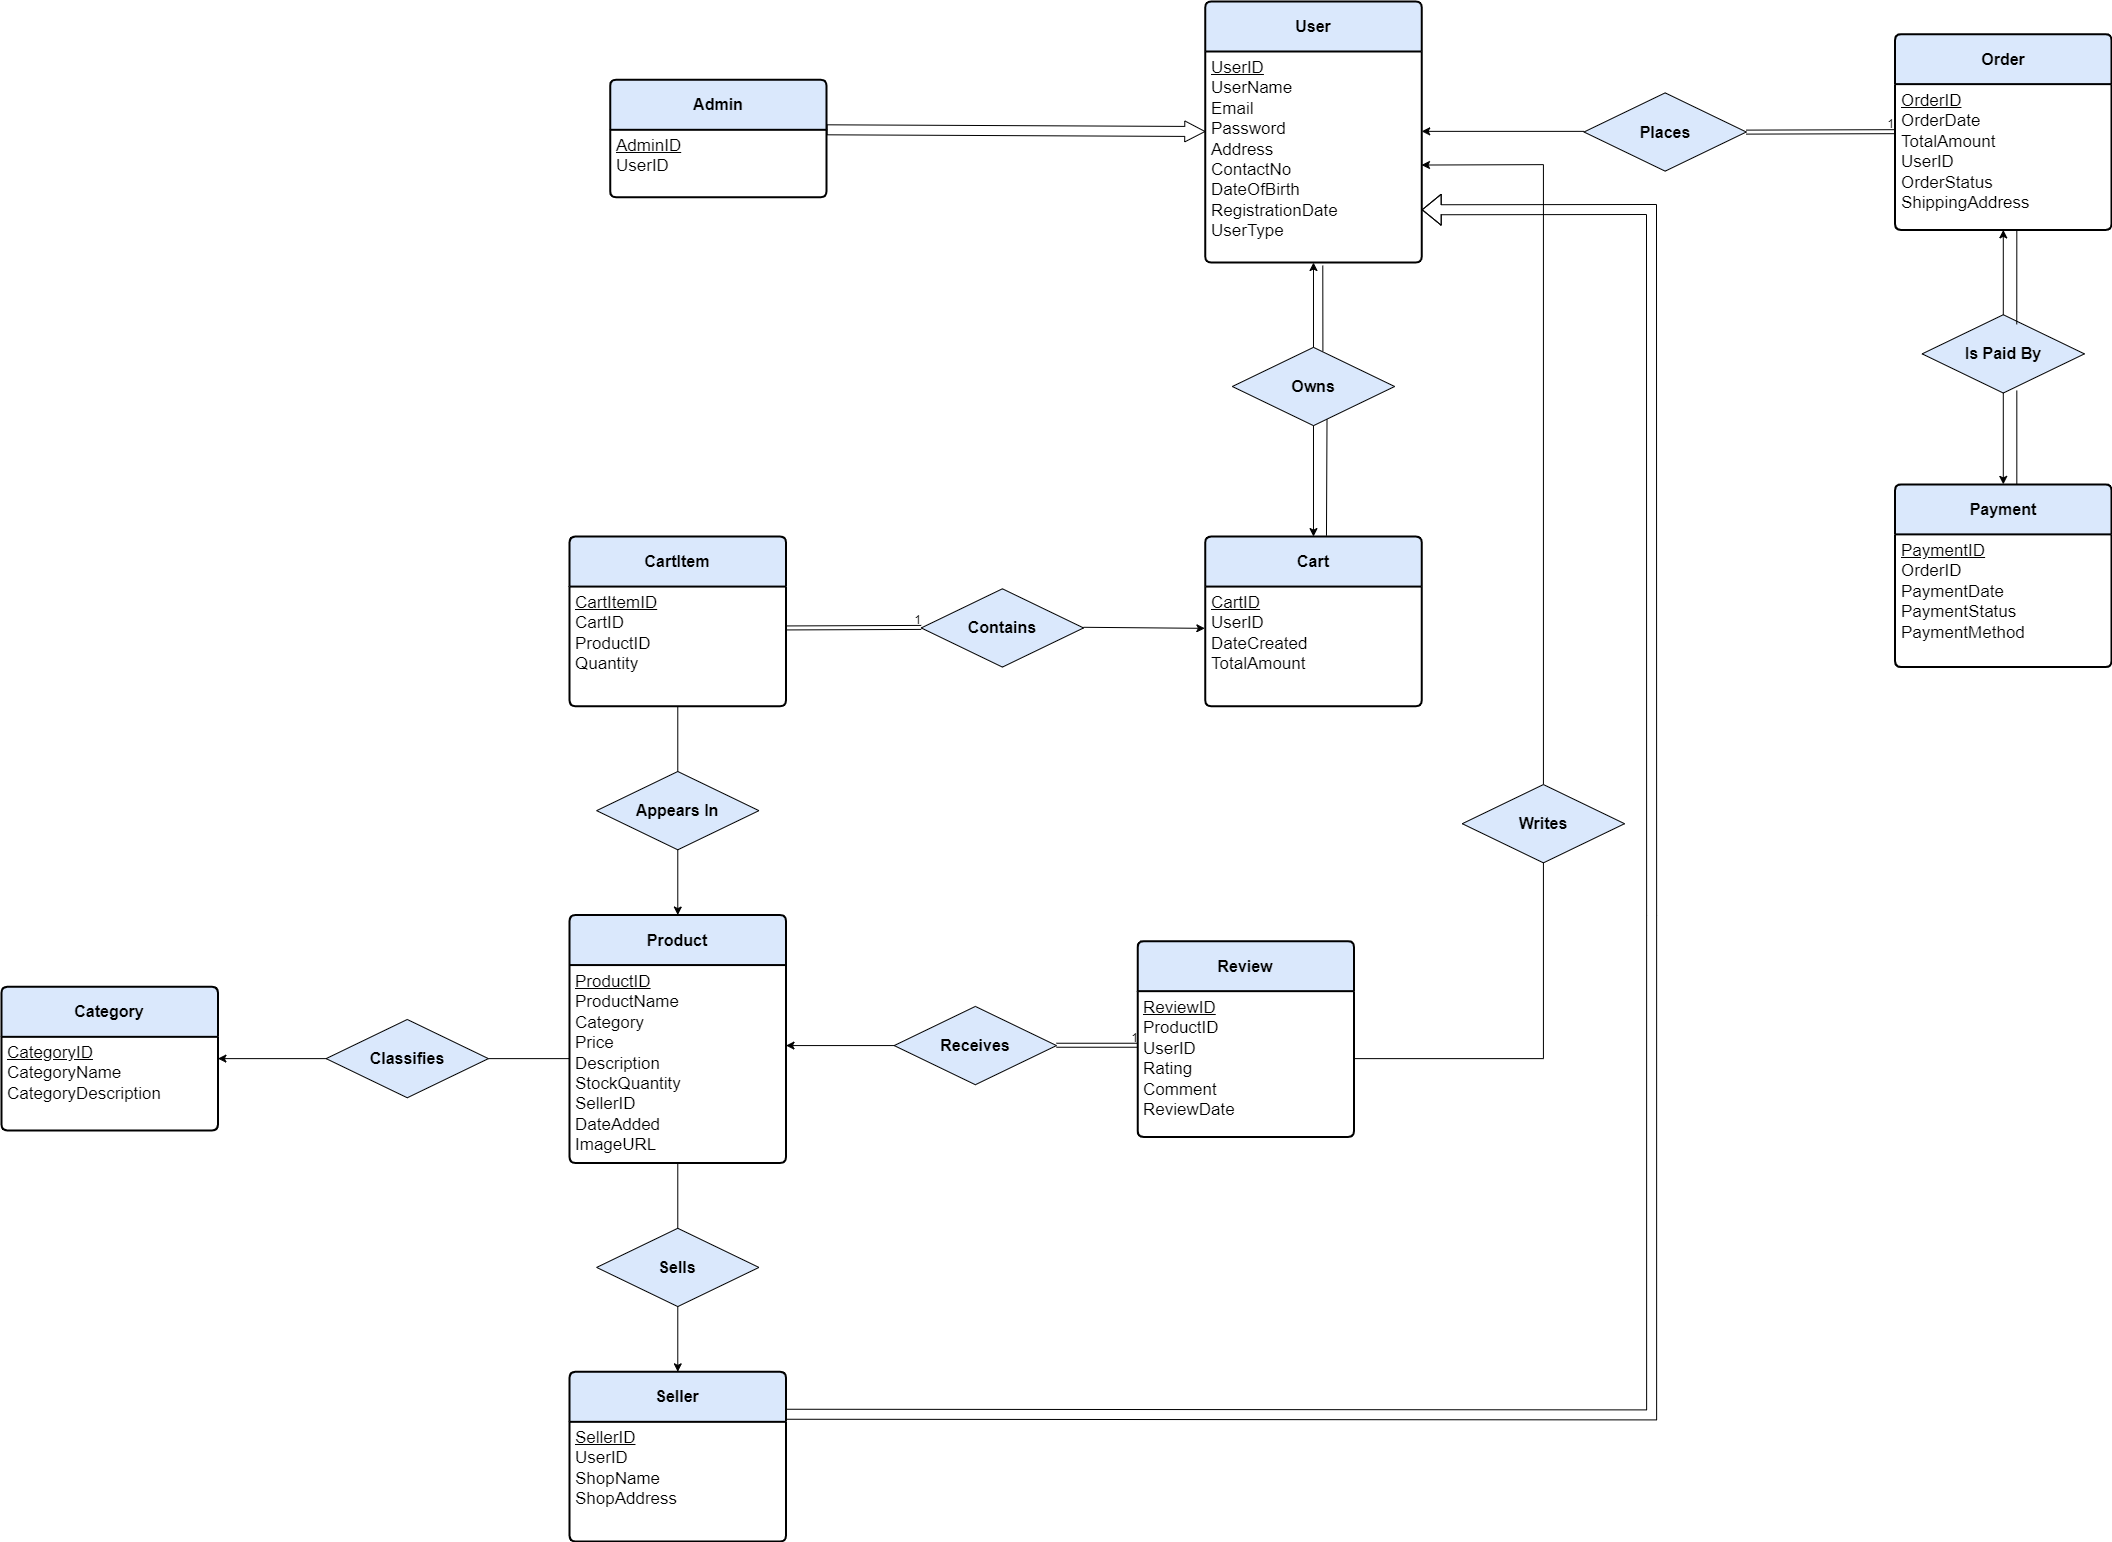 User
UserID
UserName
Email
Password
Address
ContactNo
DateOfBirth
RegistrationDate
UserType
Admin
AdminID
UserID
Places
1
Order
OrderID
OrderDate
TotalAmount
UserID
OrderStatus
ShippingAddress
Is Paid By
Owns
Payment
PaymentID
OrderID
PaymentDate
PaymentStatus
PaymentMethod
CartItem
CartItemID
CartID
ProductID
Quantity
1
Contains
Cart
CartID
UserID
DateCreated
TotalAmount
Appears In
Writes
Product
ProductID
ProductName
Category
Price
Description
StockQuantity
SellerID
DateAdded
ImageURL
Review
ReviewID
ProductID
UserID
Rating
Comment
ReviewDate
Category
CategoryID
CategoryName
CategoryDescription
Classifies
Receives
1
Sells
Seller
SellerID
UserID
ShopName
ShopAddress